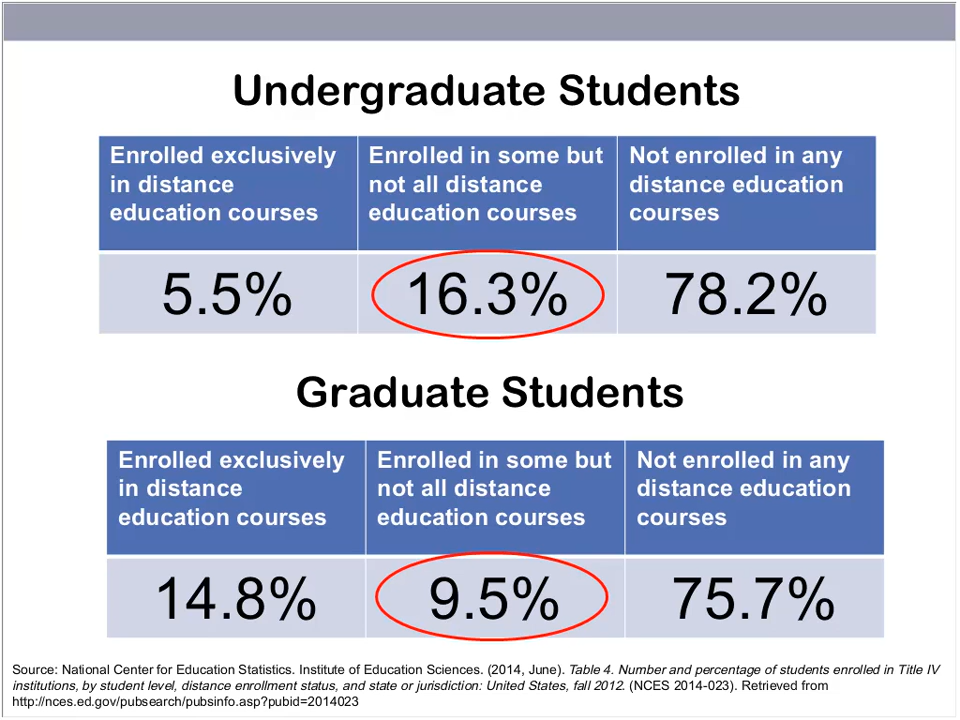 Undergraduate Students
Enrolled exclusively
in distance
education courses
Enrolled in some but
not all distance
education courses
Not enrolled in any
distance education
courses
5.5%
16.3%
78.2%
Graduate Students
Enrolled exclusively
in distance
education courses
Enrolled in some but
not all distance
education courses
Not enrolled in any
distance education
courses
14.8%
9.5%
75.7%
Source: National Center for Education Statistics. Institute of Education Sciences. (2014, June). Table 4. Number and percentage of students enrolled in Title IV
institutions, by student level, distance enrollment status, and state or jurisdiction: United States, fall 2012. (NCES 2014-023). Retrieved from
http://nces.ed.gov/pubsearch/pubsinfo.asp?pubid=2014023